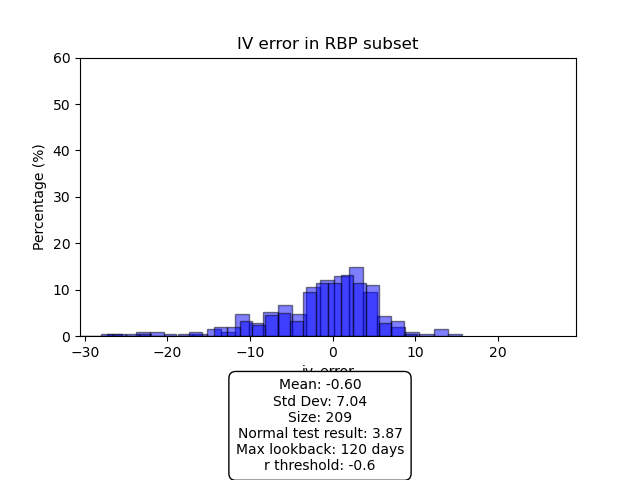 IV error in RBP subset
Percentage (%)
60
50
40
30
20
10
0
−30 −20 −10 0 10 20
iv_error
Mean: -0.60
Std Dev: 7.04
Size: 209
Normal test result: 3.87
Max lookback: 120 days
r threshold: -0.6